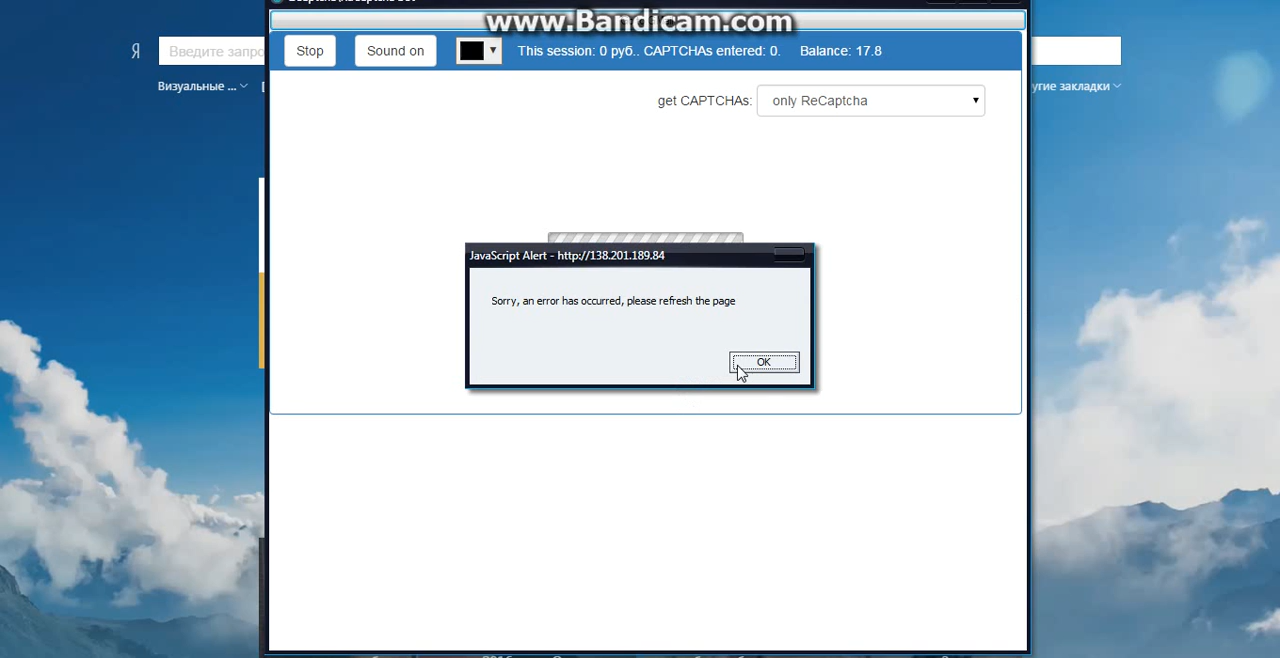 www.Bandicam.com
Я Введите запро
Stop Sound on This session: 0 руб.. CAPTCHAs entered: 0. Balance: 17.8
Визуальные ...
угие закладки
get CAPTCHAs: only ReCaptcha
JavaScript Alert - http://138.201.189.84
Sorry, an error has occurred, please refresh the page
OK